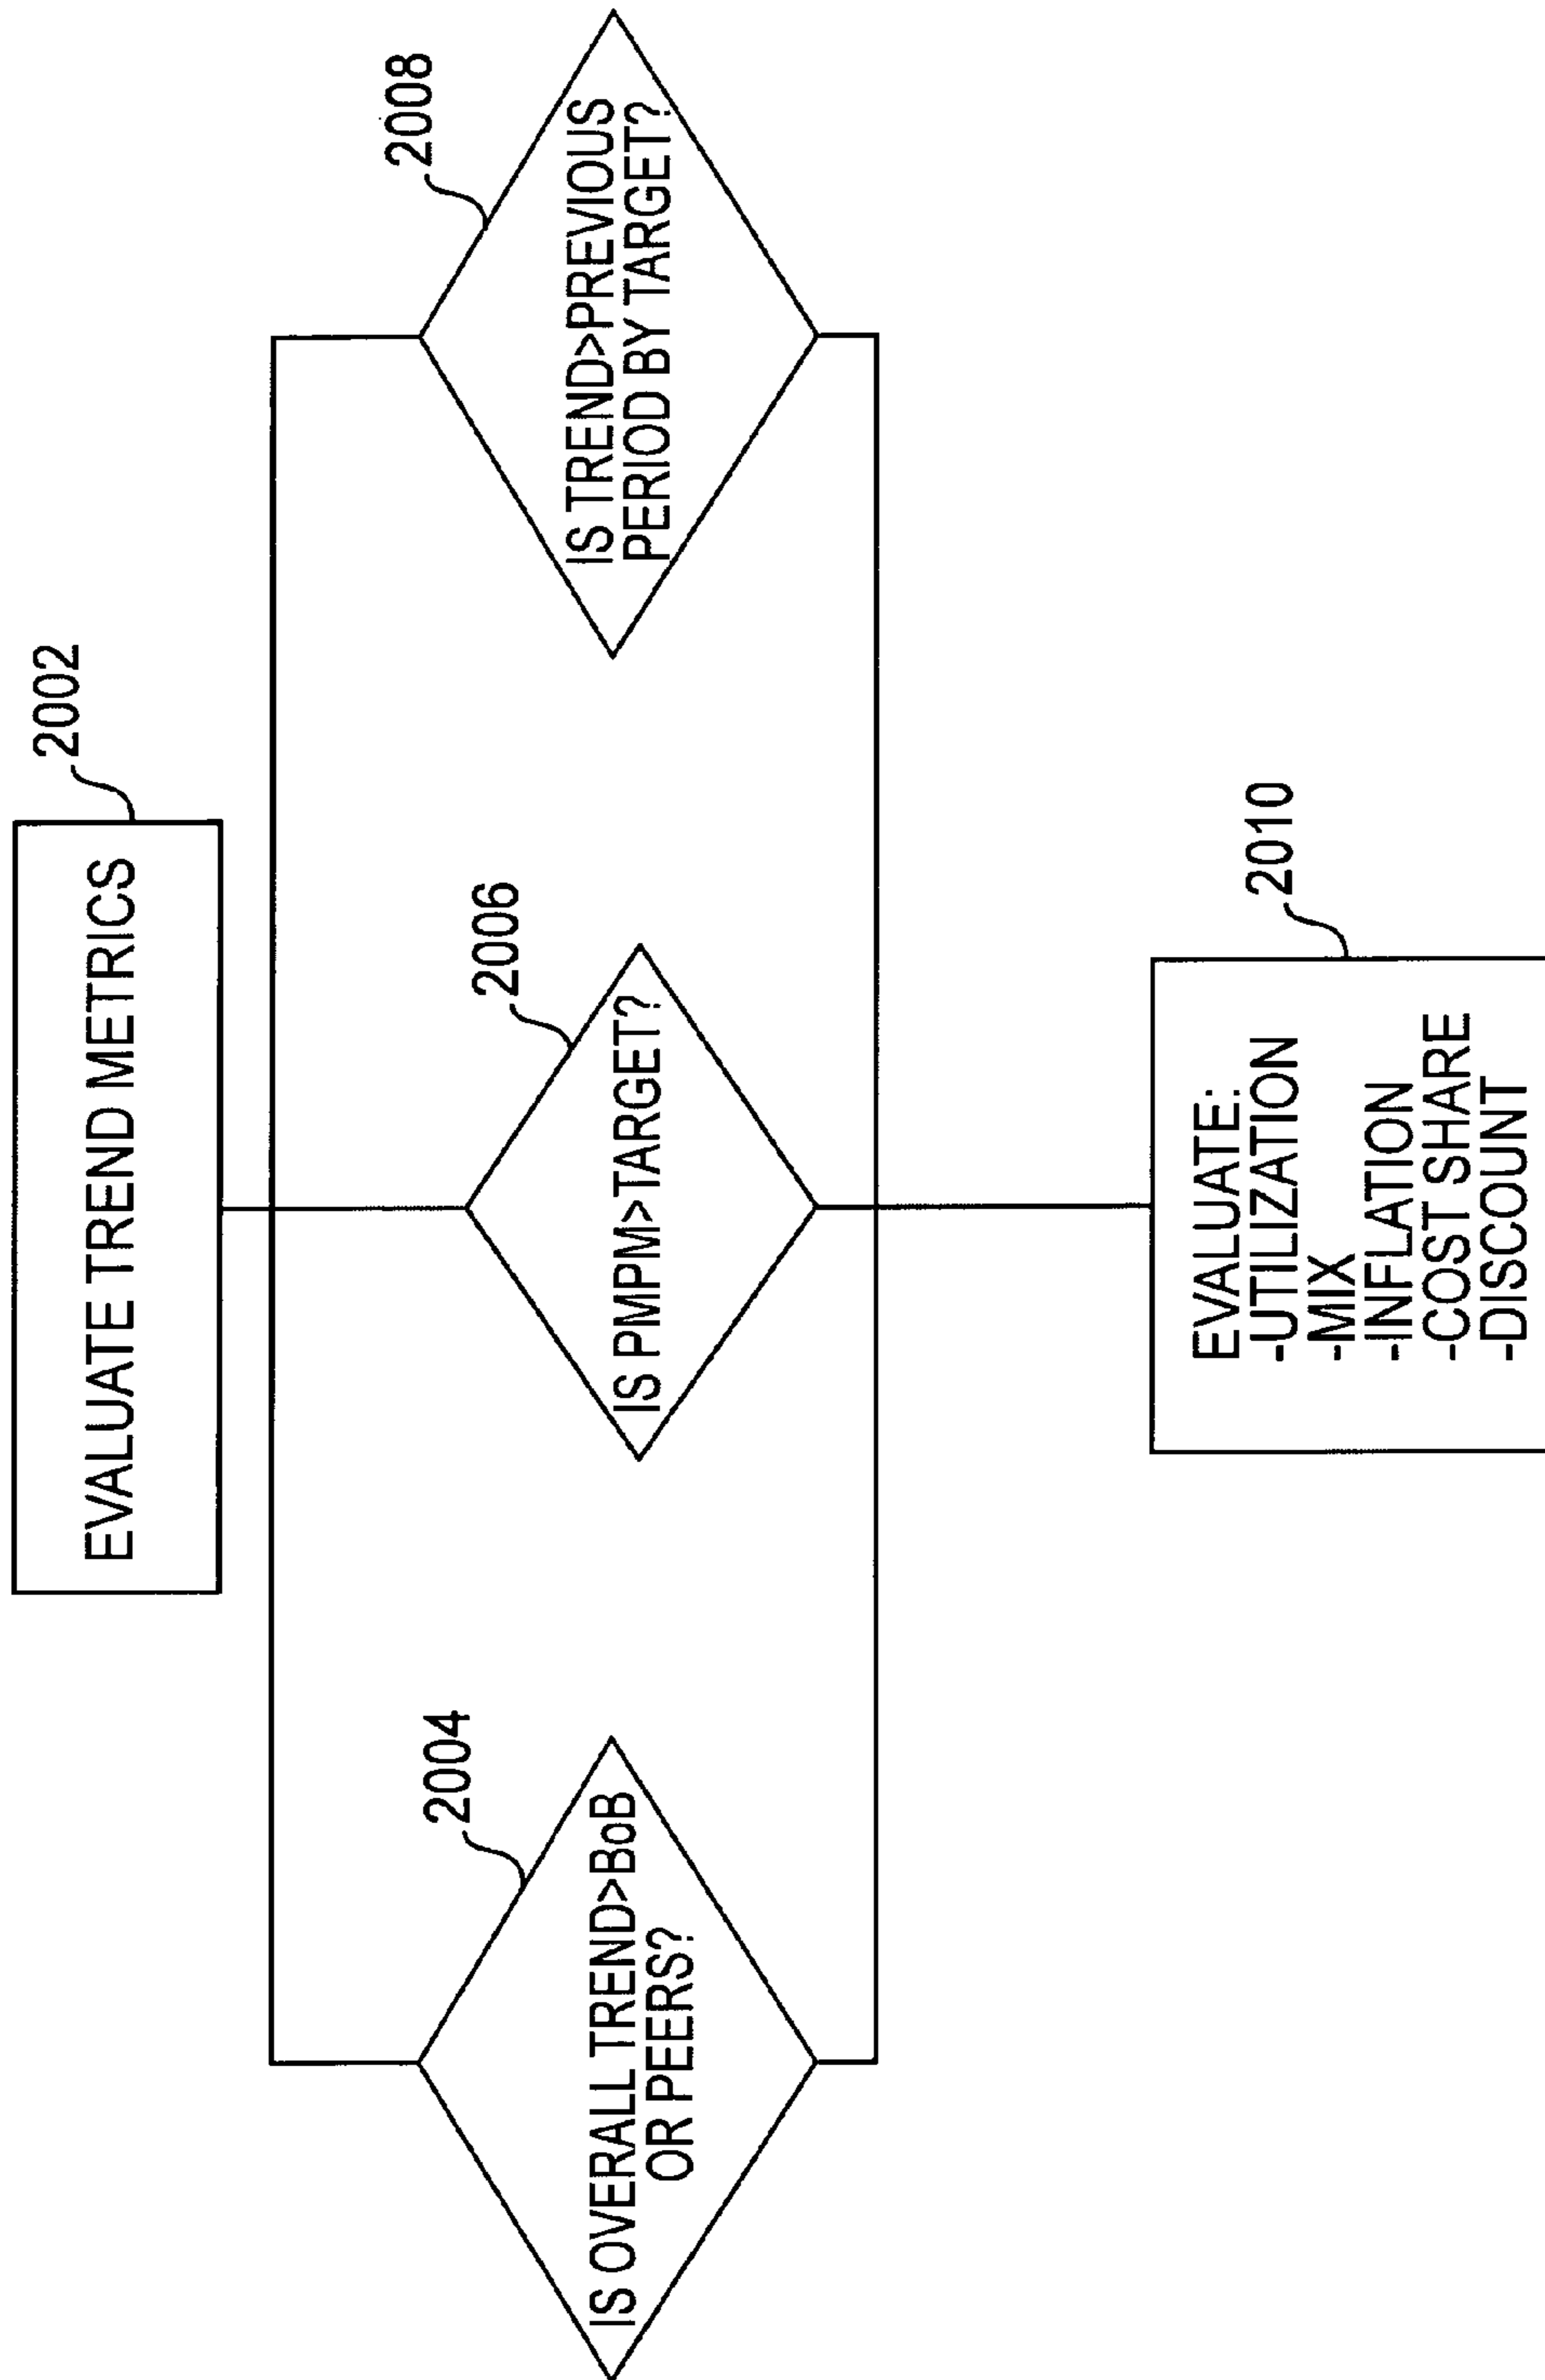 EVALUATE TREND METRICS
2002
2004
IS OVERALL TREND>BoB
OR PEERS?
2006
IS PMPM>TARGET?
2008
IS TREND>PREVIOUS
PERIOD BY TARGET?
2010
EVALUATE:
-UTILIZATION
-MIX
-INFLATION
-COST SHARE
-DISCOUNT